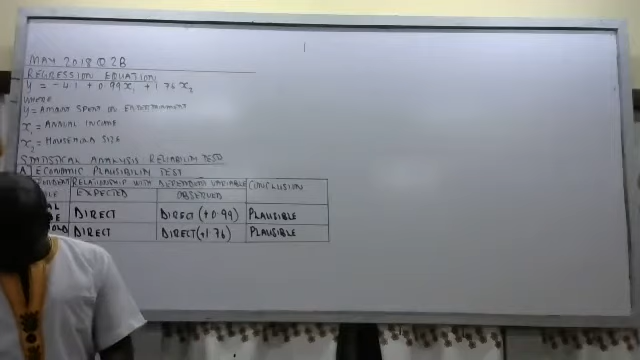 MAY 2018 Q 2B
REGRESSION EQUATION
y = -4.1 + 0.99x₁ + 1.76x₂
WHERE
y = AMOUNT SPENT ON ENTERTAINMENT
x₁ = ANNUAL INCOME
x₂ = HOUSEHOLD SIZE
STATISTICAL ANALYSIS RELIABILITY TEST
A ECONOMIC PLAUSIBILITY TEST
RELATIONSHIP WITH DEPENDENT VARIABLE CONCLUSION
EXPECTED OBSERVED
DIRECT DIRECT (+0.99) PLAUSIBLE
DIRECT DIRECT(+1.76) PLAUSIBLE